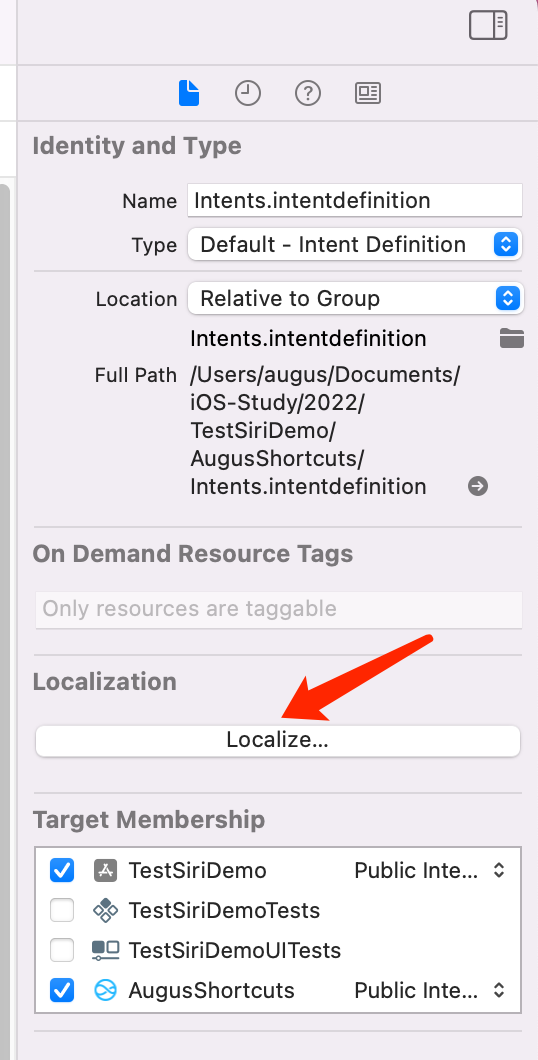 Identity and Type
Name Intents.intentdefinition
Type Default - Intent Definition
Location Relative to Group
Intents.intentdefinition
Full Path /Users/augus/Documents/
iOS-Study/2022/
TestSiriDemo/
AugusShortcuts/
Intents.intentdefinition
On Demand Resource Tags
Only resources are taggable
Localization
Localize...
Target Membership
TestSiriDemo Public Inte...
TestSiriDemoTests
TestSiriDemoUITests
AugusShortcuts Public Inte...